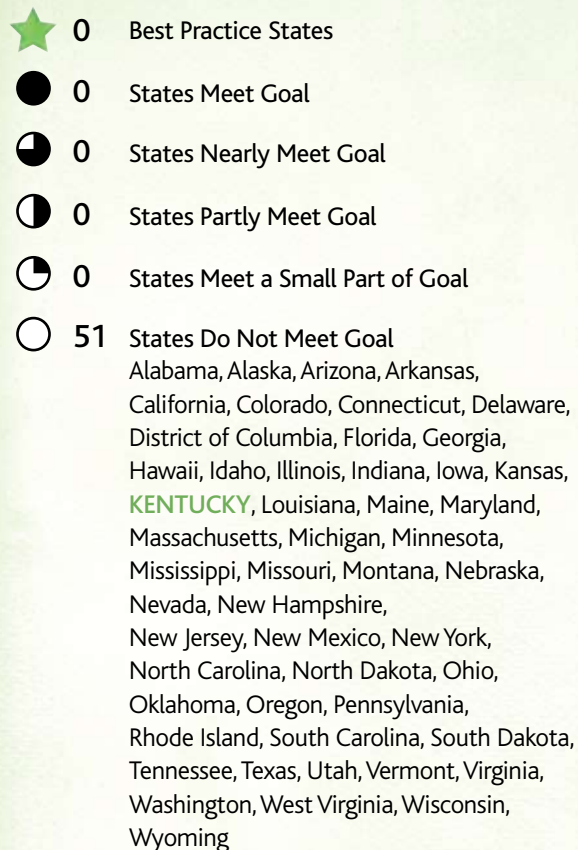 0 Best Practice States
0 States Meet Goal
0 States Nearly Meet Goal
0 States Partly Meet Goal
0 States Meet a Small Part of Goal
51 States Do Not Meet Goal
Alabama, Alaska, Arizona, Arkansas,
California, Colorado, Connecticut, Delaware,
District of Columbia, Florida, Georgia,
Hawaii, Idaho, Illinois, Indiana, Iowa, Kansas,
KENTUCKY, Louisiana, Maine, Maryland,
Massachusetts, Michigan, Minnesota,
Mississippi, Missouri, Montana, Nebraska,
Nevada, New Hampshire,
New Jersey, New Mexico, New York,
North Carolina, North Dakota, Ohio,
Oklahoma, Oregon, Pennsylvania,
Rhode Island, South Carolina, South Dakota,
Tennessee, Texas, Utah, Vermont, Virginia,
Washington, West Virginia, Wisconsin,
Wyoming